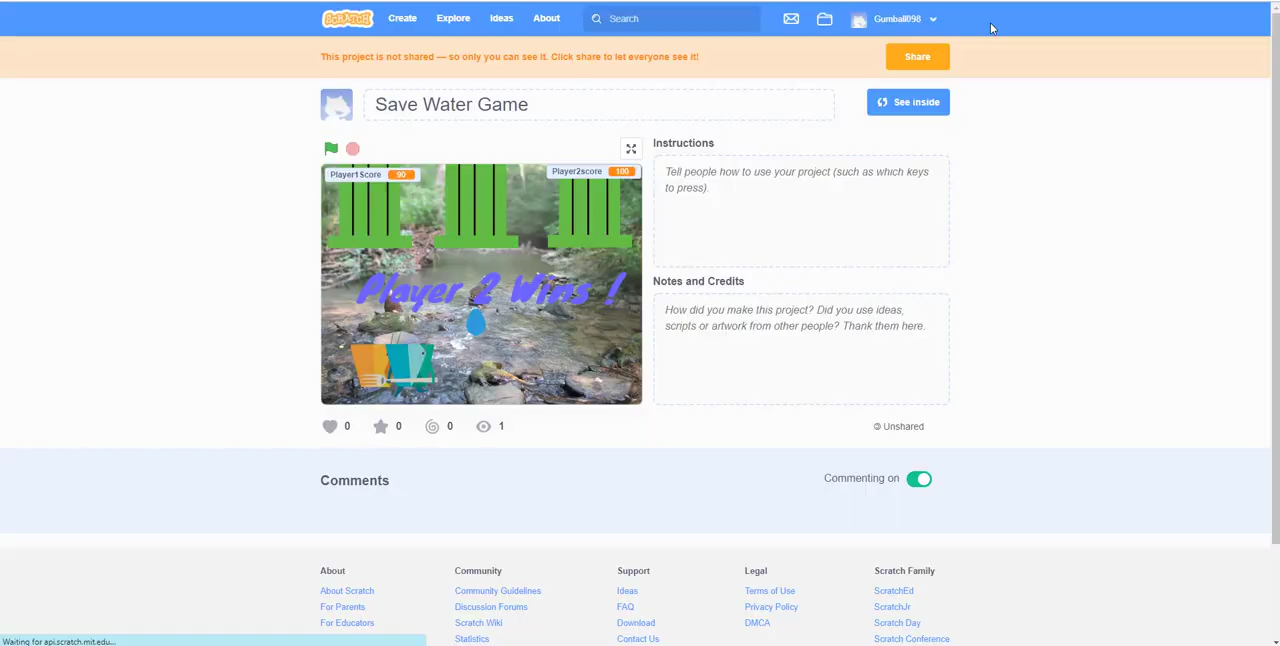 SCRATCH Create Explore Ideas About Search Gumball098
This project is not shared — so only you can see it. Click share to let everyone see it! Share
Save Water Game See inside
Instructions
Player1Score 90 Player2score 100
Tell people how to use your project (such as which keys
to press).
Player 2 Wins !
Notes and Credits
How did you make this project? Did you use ideas,
scripts or artwork from other people? Thank them here.
0 0 0 1 Unshared
Comments Commenting on
About Community Support Legal Scratch Family
About Scratch Community Guidelines Ideas Terms of Use ScratchEd
For Parents Discussion Forums FAQ Privacy Policy ScratchJr
For Educators Scratch Wiki Download DMCA Scratch Day
Statistics Contact Us Scratch Conference
Waiting for api.scratch.mit.edu...